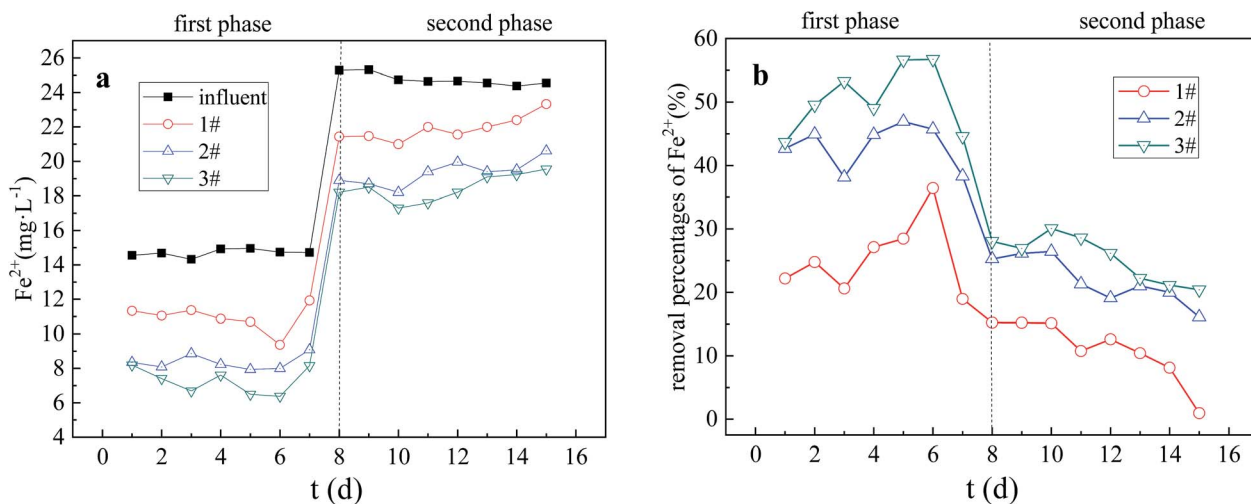 first phase
second phase
a
influent
1#
2#
3#
Fe²⁺(mg·L⁻¹)
26
24
22
20
18
16
14
12
10
8
6
4
0 2 4 6 8 10 12 14 16
t (d)
first phase
second phase
b
1#
2#
3#
removal percentages of Fe²⁺(%)
60
50
40
30
20
10
0
0 2 4 6 8 10 12 14 16
t (d)